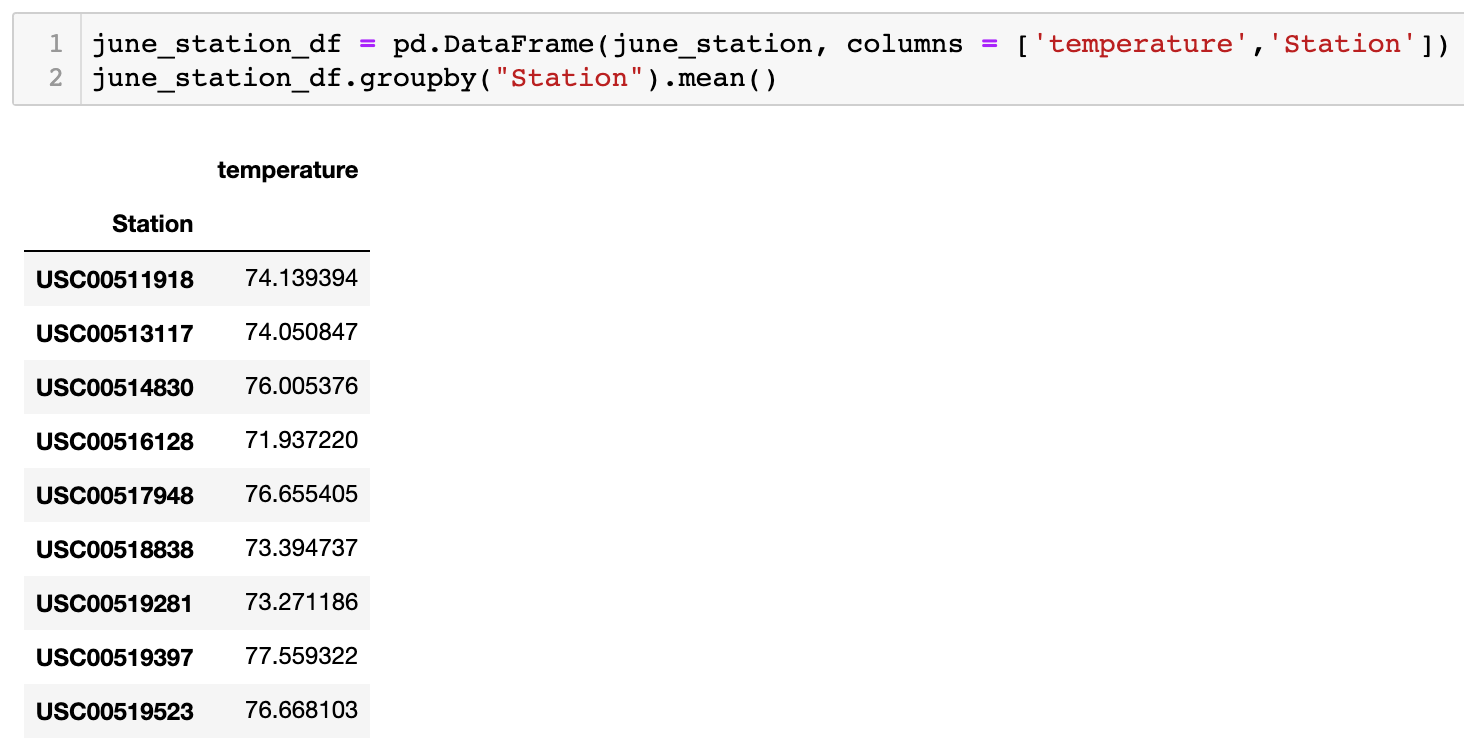 1 june_station_df = pd.DataFrame(june_station, columns = ['temperature','Station'])
2 june_station_df.groupby("Station").mean()
temperature
Station
USC00511918 74.139394
USC00513117 74.050847
USC00514830 76.005376
USC00516128 71.937220
USC00517948 76.655405
USC00518838 73.394737
USC00519281 73.271186
USC00519397 77.559322
USC00519523 76.668103